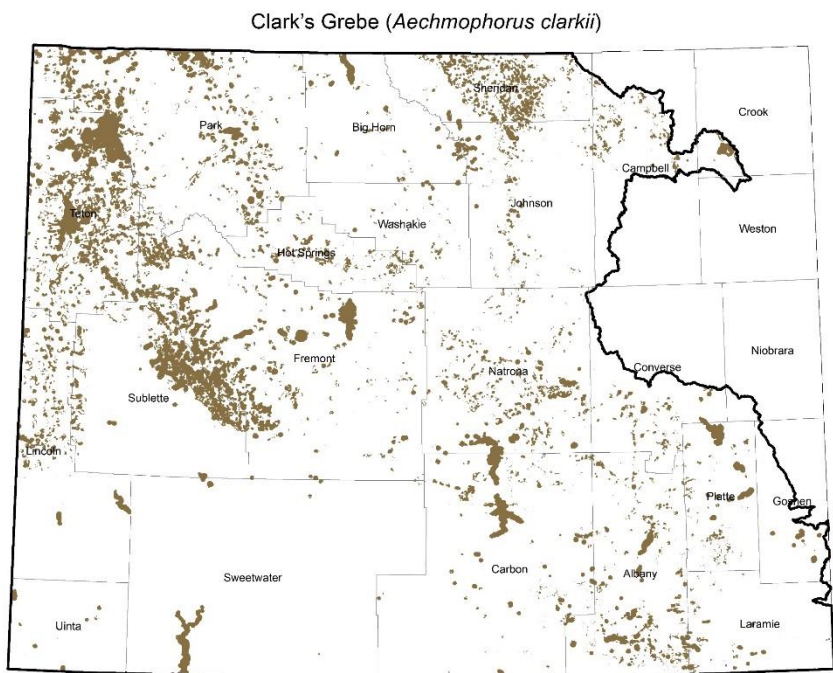 Clark's Grebe (Aechmophorus clarkii)
Sheridan
Crook
Park
Big Horn
Campbell
Teton
Johnson
Washakie
Weston
Hot Springs
Fremont
Niobrara
Natrona
Converse
Sublette
Lincoln
Platte
Goshen
Sweetwater
Carbon
Albany
Uinta
Laramie